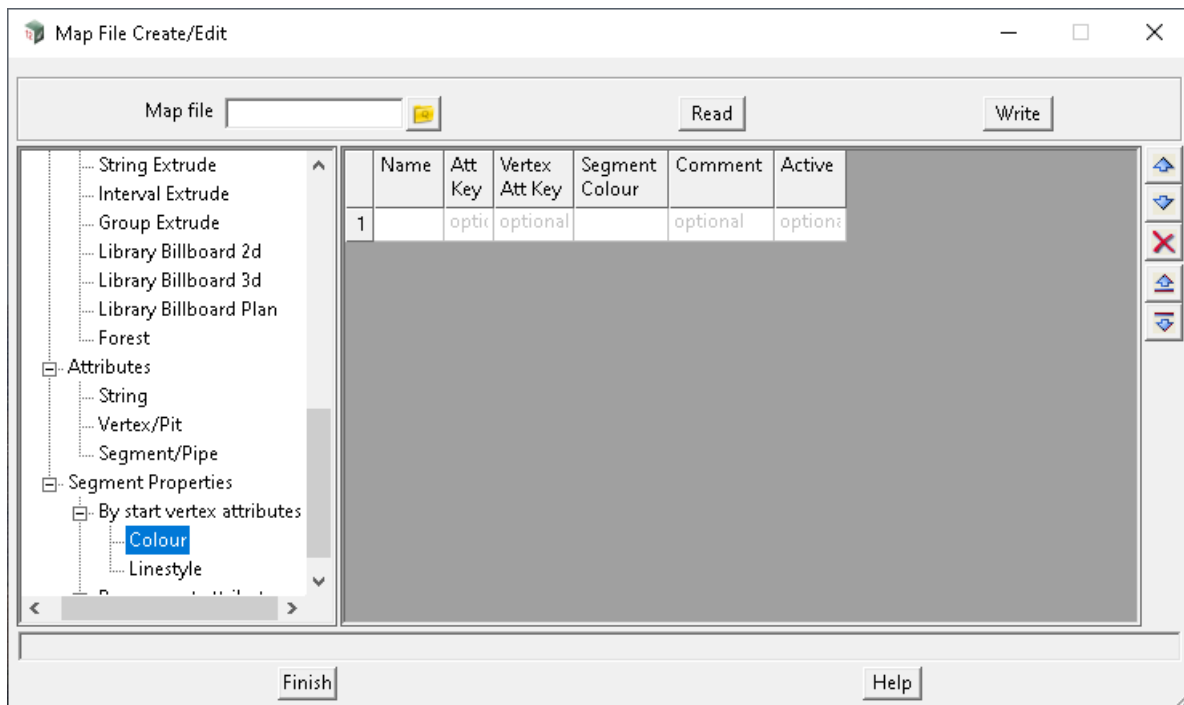 Map File Create/Edit
Map file
Read
Write
String Extrude
Interval Extrude
Group Extrude
Library Billboard 2d
Library Billboard 3d
Library Billboard Plan
Forest
Attributes
String
Vertex/Pit
Segment/Pipe
Segment Properties
By start vertex attributes
Colour
Linestyle
Name Att Key Vertex Att Key Segment Colour Comment Active
1 optional optional
Finish
Help